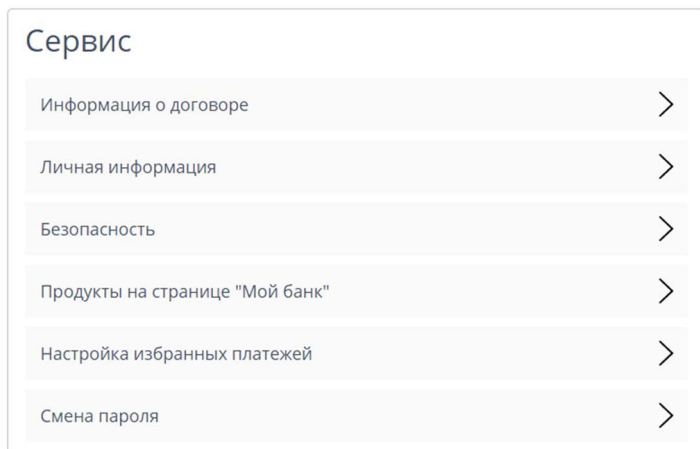 Сервис
Информация о договоре
Личная информация
Безопасность
Продукты на странице "Мой банк"
Настройка избранных платежей
Смена пароля